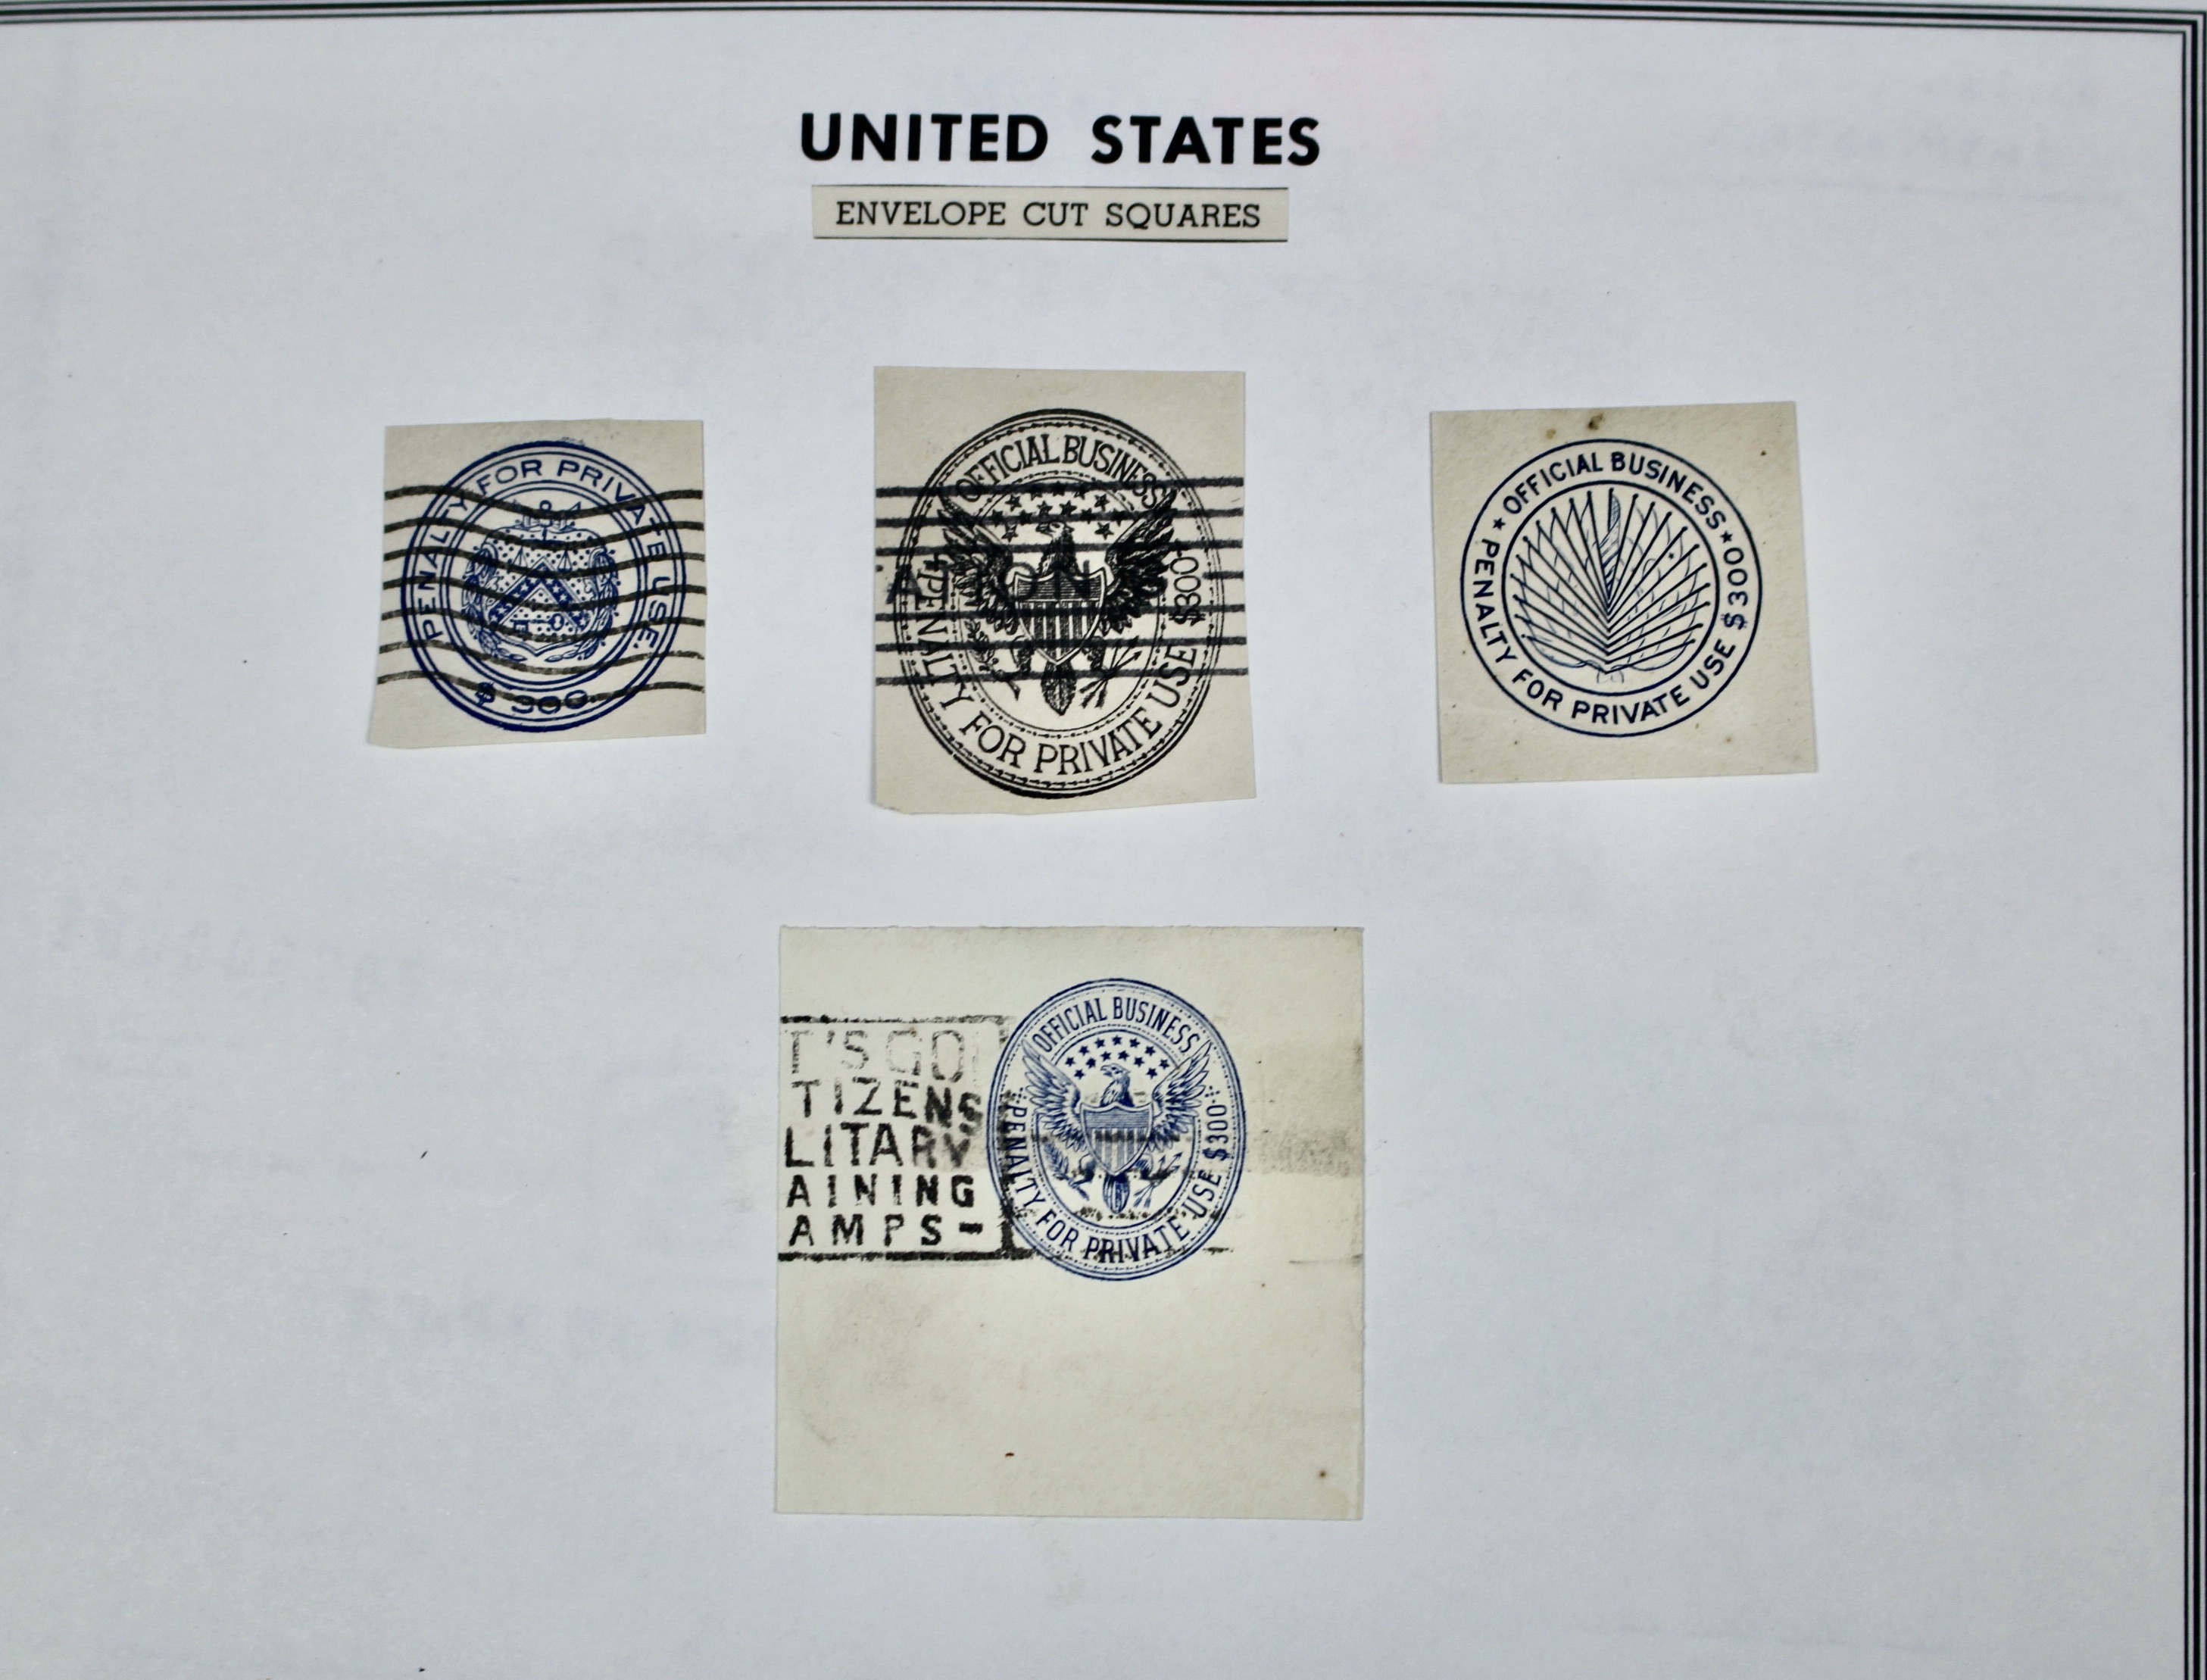 UNITED STATES
ENVELOPE CUT SQUARES
PENALTY FOR PRIVATE USE.
$ 300.
OFFICIAL BUSINESS
PENALTY FOR PRIVATE USE $300
OFFICIAL BUSINESS
PENALTY FOR PRIVATE USE $300
T'S GO
TIZENS
LITARY
AINING
AMPS-
OFFICIAL BUSINESS
PENALTY FOR PRIVATE USE $300